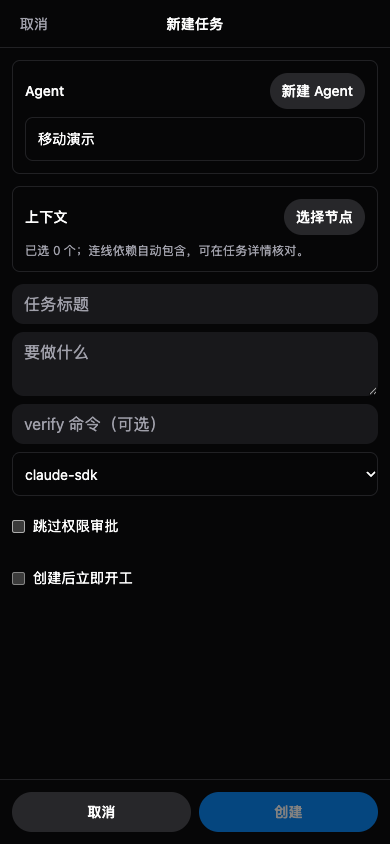 取消
新建任务
Agent
新建 Agent
移动演示
上下文
选择节点
已选 0 个；连线依赖自动包含，可在任务详情核对。
任务标题
要做什么
verify 命令（可选）
claude-sdk
跳过权限审批
创建后立即开工
取消
创建